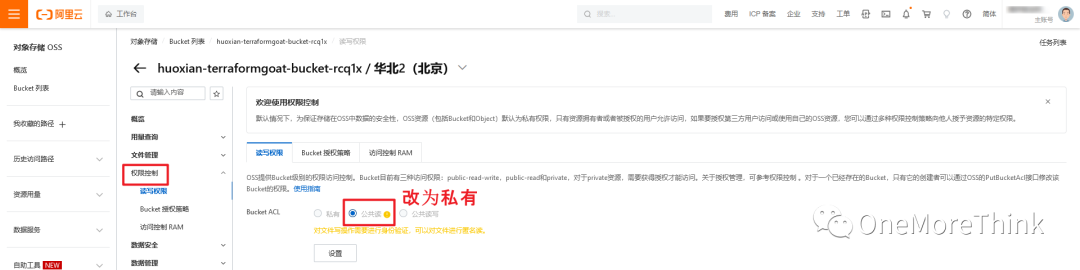 阿里云 工作台 搜索... 费用 ICP 备案 企业 支持 工单 简体 主账号
对象存储 OSS
概览
Bucket 列表
我收藏的路径
历史访问路径
资源用量
数据服务
自助工具 NEW
对象存储 / Bucket 列表 / huoxian-terraformgoat-bucket-rcq1x / 读写权限 任务列表
huoxian-terraformgoat-bucket-rcq1x / 华北2（北京）
请输入内容
概览
用量查询
文件管理
权限控制
读写权限
Bucket 授权策略
访问控制 RAM
数据安全
数据管理
欢迎使用权限控制
默认情况下，为保证存储在OSS中数据的安全性，OSS资源（包括Bucket和Object）默认为私有权限，只有资源拥有者或者被授权的用户允许访问，如果要授权第三方用户访问或使用自己的OSS资源，您可以通过多种权限控制策略向他人授予资源的特定权限。
读写权限 Bucket 授权策略 访问控制 RAM
OSS提供Bucket级别的权限访问控制。Bucket目前有三种访问权限：public-read-write，public-read和private，对于private资源，需要获得授权才能访问。关于授权管理，可参考权限控制 。对于一个已经存在的Bucket，只有它的创建者可以通过OSS的PutBucketAcl接口修改该
Bucket的权限。使用指南
改为私有
Bucket ACL 私有 公共读 公共读写
对文件写操作需要进行身份验证，可以对文件进行匿名读。
设置
OneMoreThink